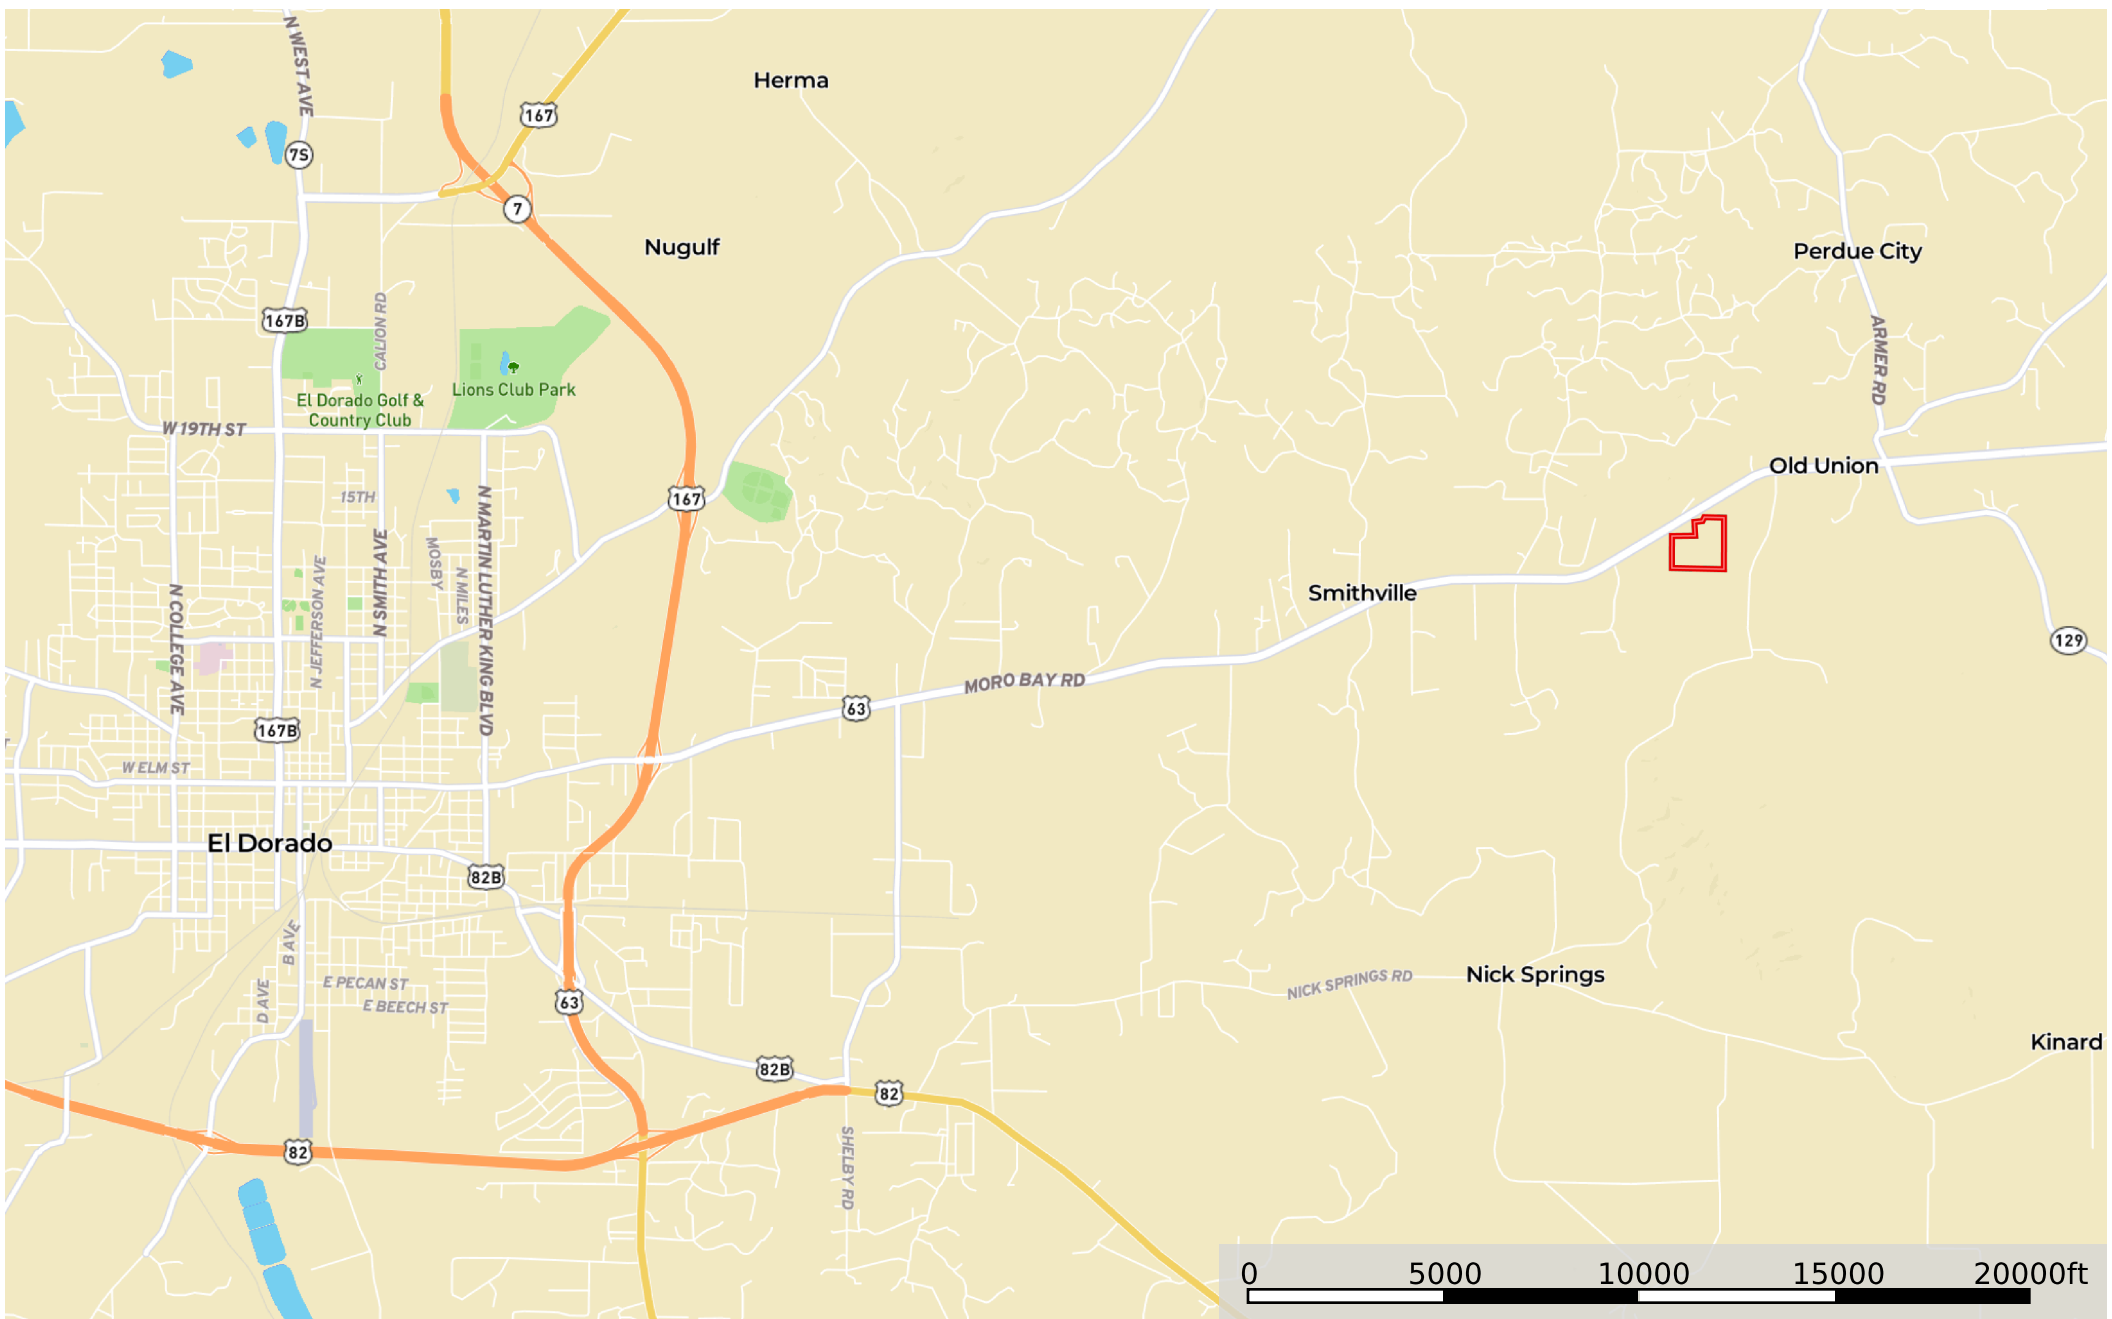 N WEST AVE
Herma
167
7S
7
Nugulf
Perdue City
167B
CALION RD
ARMER RD
Lions Club Park
El Dorado Golf &
Country Club
W 19TH ST
Old Union
15TH
167
N MARTIN LUTHER KING BLVD
N SMITH AVE
MOSBY
N MILES
N JEFFERSON AVE
N COLLEGE AVE
Smithville
129
MORO BAY RD
63
167B
W ELM ST
El Dorado
82B
B AVE
D AVE
E PECAN ST
E BEECH ST
63
NICK SPRINGS RD
Nick Springs
Kinard
82B
82
82
SHELBY RD
0 5000 10000 15000 20000ft